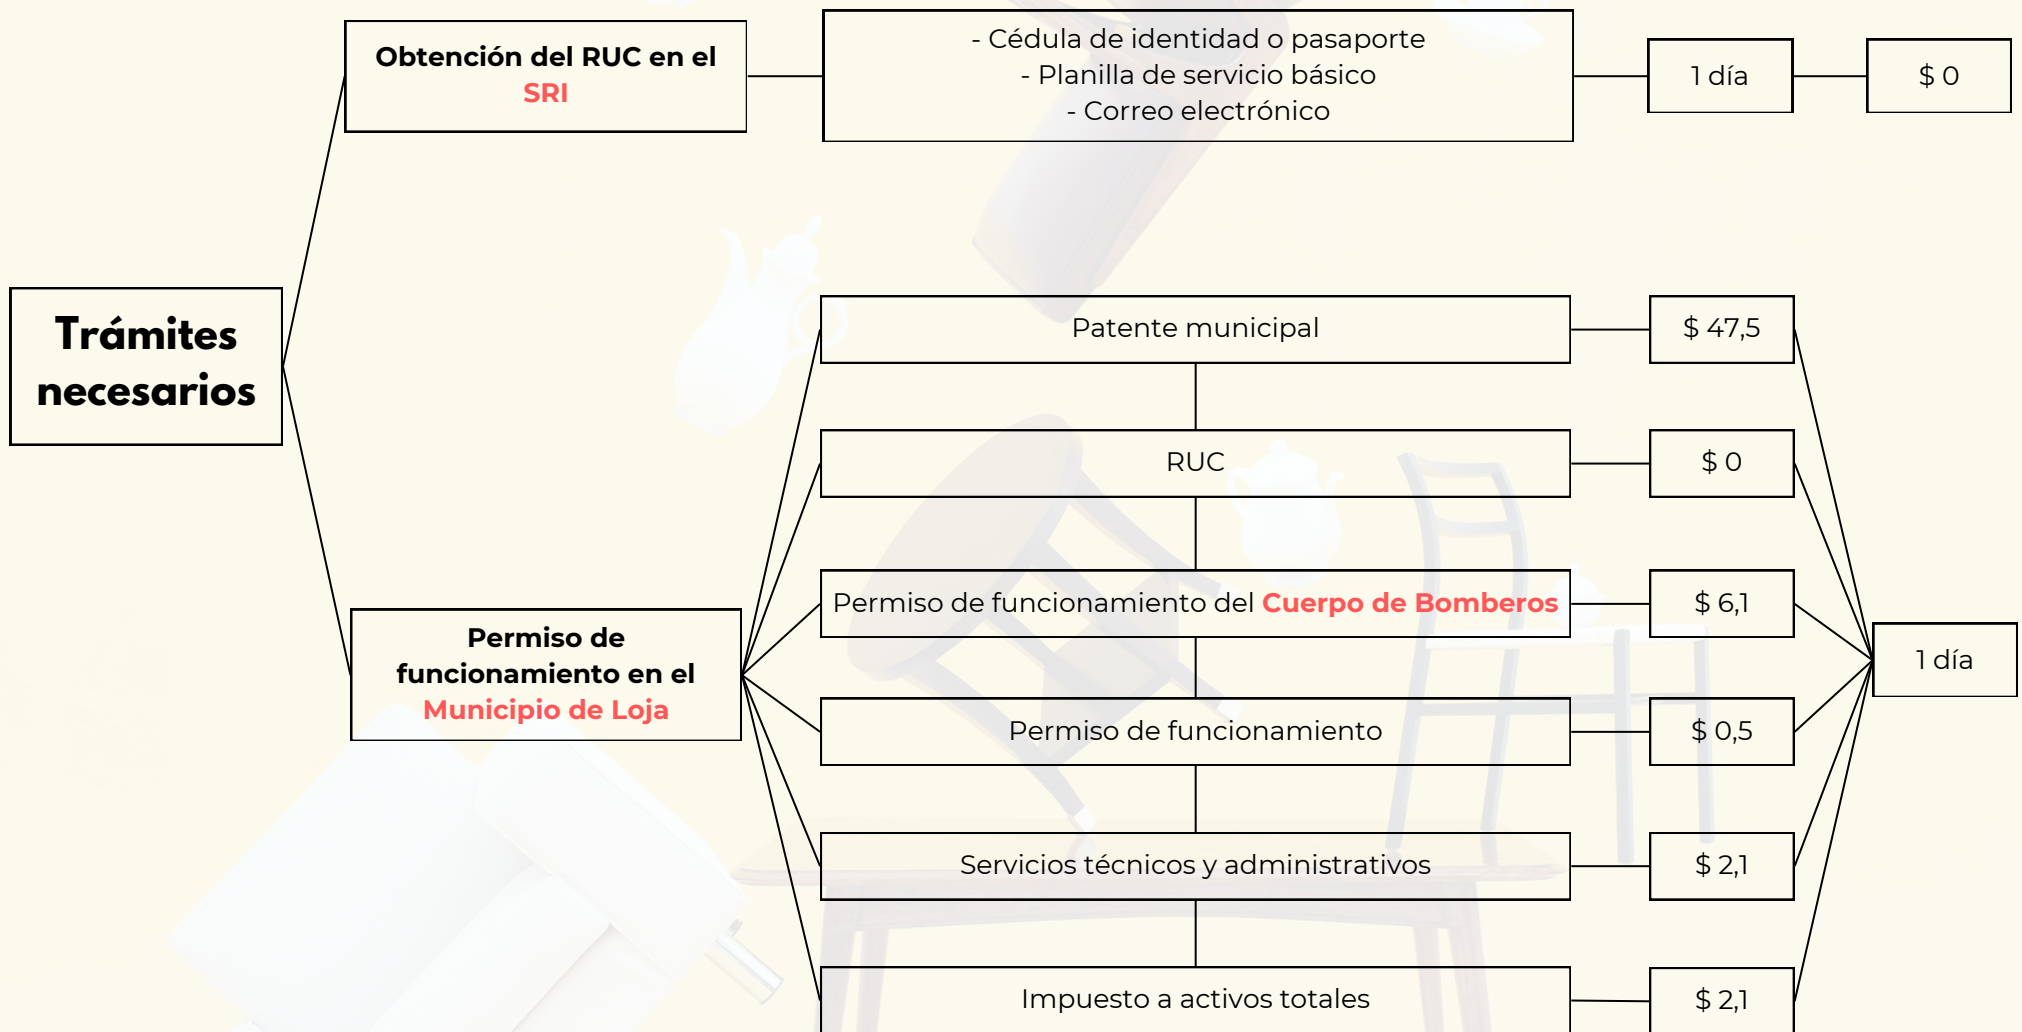 Obtención del RUC en el
SRI
- Cédula de identidad o pasaporte
- Planilla de servicio básico
- Correo electrónico
1 día
$ 0
Trámites
necesarios
Patente municipal
$ 47,5
RUC
$ 0
Permiso de funcionamiento del Cuerpo de Bomberos
$ 6,1
Permiso de
funcionamiento en el
Municipio de Loja
1 día
Permiso de funcionamiento
$ 0,5
Servicios técnicos y administrativos
$ 2,1
Impuesto a activos totales
$ 2,1